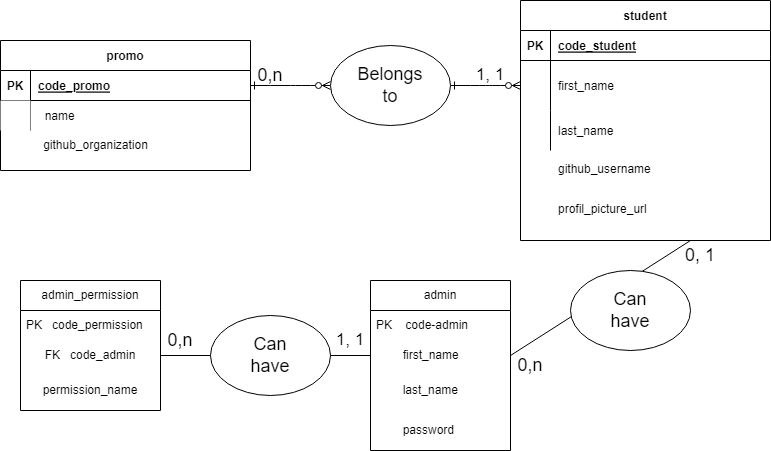 student
PK code_student
first_name
last_name
github_username
profil_picture_url
promo
PK code_promo
name
github_organization
0,n
Belongs
to
1, 1
0, 1
Can
have
0,n
admin_permission
PK code_permission
FK code_admin
permission_name
0,n
Can
have
1, 1
admin
PK code-admin
first_name
last_name
password